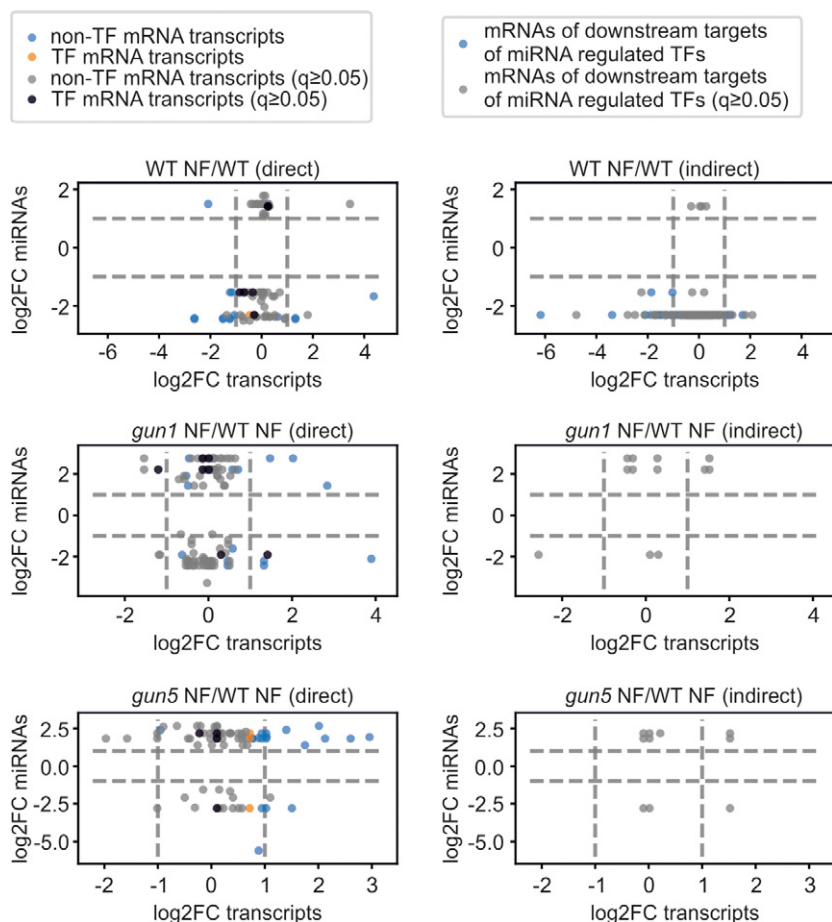 non-TF mRNA transcripts
TF mRNA transcripts
non-TF mRNA transcripts (q≥0.05)
TF mRNA transcripts (q≥0.05)
mRNAs of downstream targets
of miRNA regulated TFs
mRNAs of downstream targets
of miRNA regulated TFs (q≥0.05)
WT NF/WT (direct)
log2FC miRNAs
2
0
-2
-6 -4 -2 0 2 4
log2FC transcripts
WT NF/WT (indirect)
log2FC miRNAs
2
0
-2
-6 -4 -2 0 2 4
log2FC transcripts
gun1 NF/WT NF (direct)
log2FC miRNAs
2
0
-2
-2 0 2 4
log2FC transcripts
gun1 NF/WT NF (indirect)
log2FC miRNAs
2
0
-2
-2 0 2 4
log2FC transcripts
gun5 NF/WT NF (direct)
log2FC miRNAs
2.5
0.0
-2.5
-5.0
-2 -1 0 1 2 3
log2FC transcripts
gun5 NF/WT NF (indirect)
log2FC miRNAs
2.5
0.0
-2.5
-5.0
-2 -1 0 1 2 3
log2FC transcripts